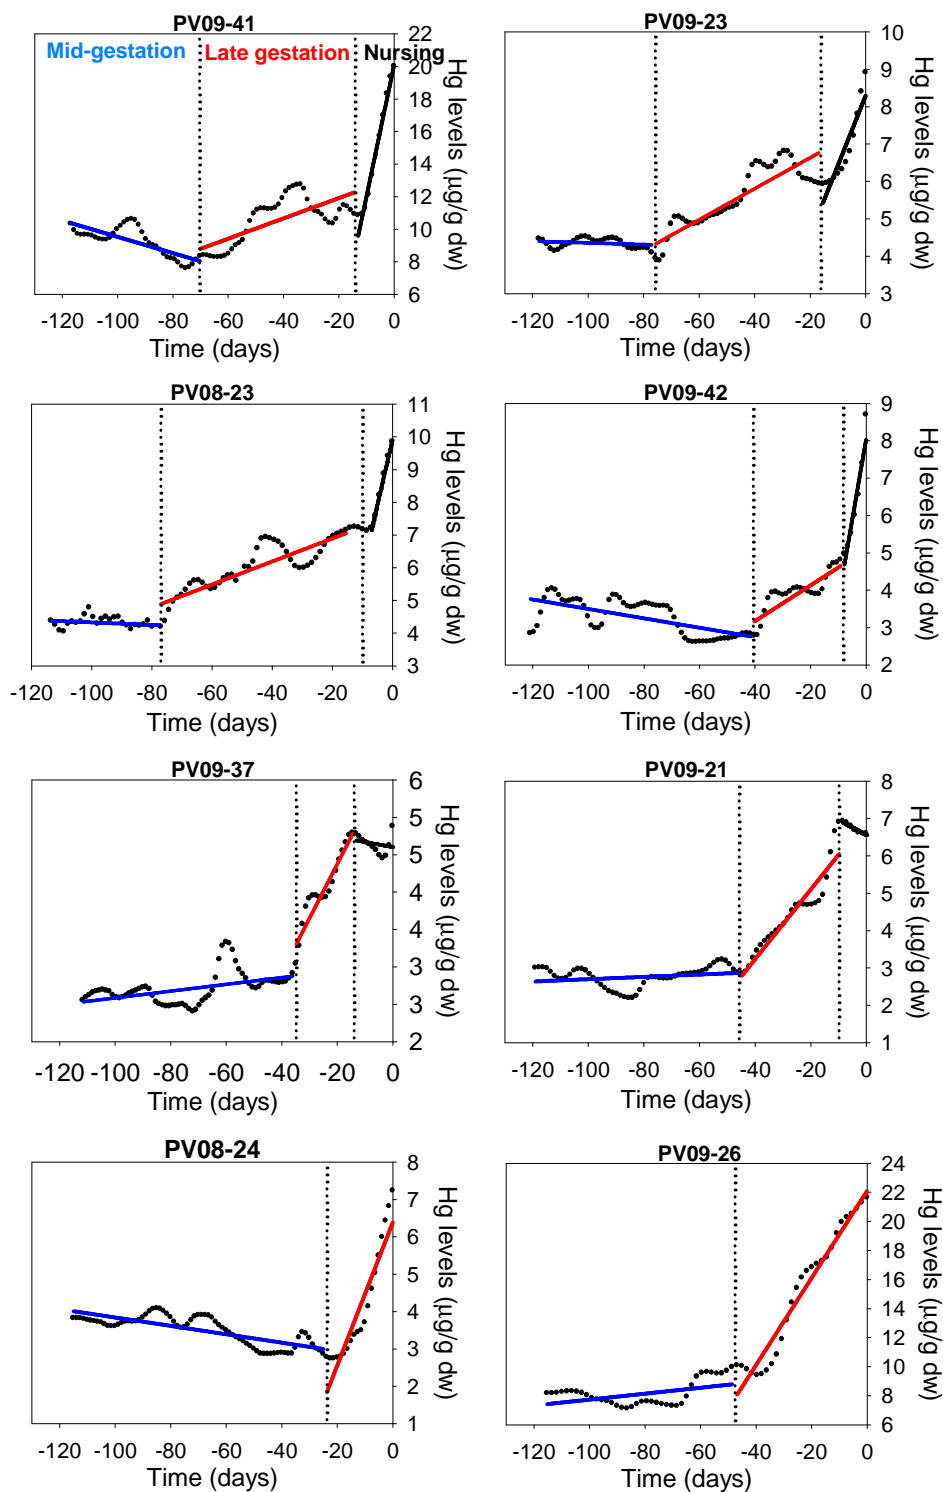 PV09-41
Mid-gestation Late gestation Nursing
22
20
18
16
14
12
10
8
6
Hg levels (µg/g dw)
-120 -100 -80 -60 -40 -20 0
Time (days)
PV09-23
10
9
8
7
6
5
4
3
Hg levels (µg/g dw)
-120 -100 -80 -60 -40 -20 0
Time (days)
PV08-23
11
10
9
8
7
6
5
4
3
Hg levels (µg/g dw)
-120 -100 -80 -60 -40 -20 0
Time (days)
PV09-42
9
8
7
6
5
4
3
2
Hg levels (µg/g dw)
-120 -100 -80 -60 -40 -20 0
Time (days)
PV09-37
6
5
5
4
4
3
3
2
Hg levels (µg/g dw)
-120 -100 -80 -60 -40 -20 0
Time (days)
PV09-21
8
7
6
5
4
3
2
1
Hg levels (µg/g dw)
-120 -100 -80 -60 -40 -20 0
Time (days)
PV08-24
8
7
6
5
4
3
2
1
Hg levels (µg/g dw)
-120 -100 -80 -60 -40 -20 0
Time (days)
PV09-26
24
22
20
18
16
14
12
10
8
6
Hg levels (µg/g dw)
-120 -100 -80 -60 -40 -20 0
Time (days)